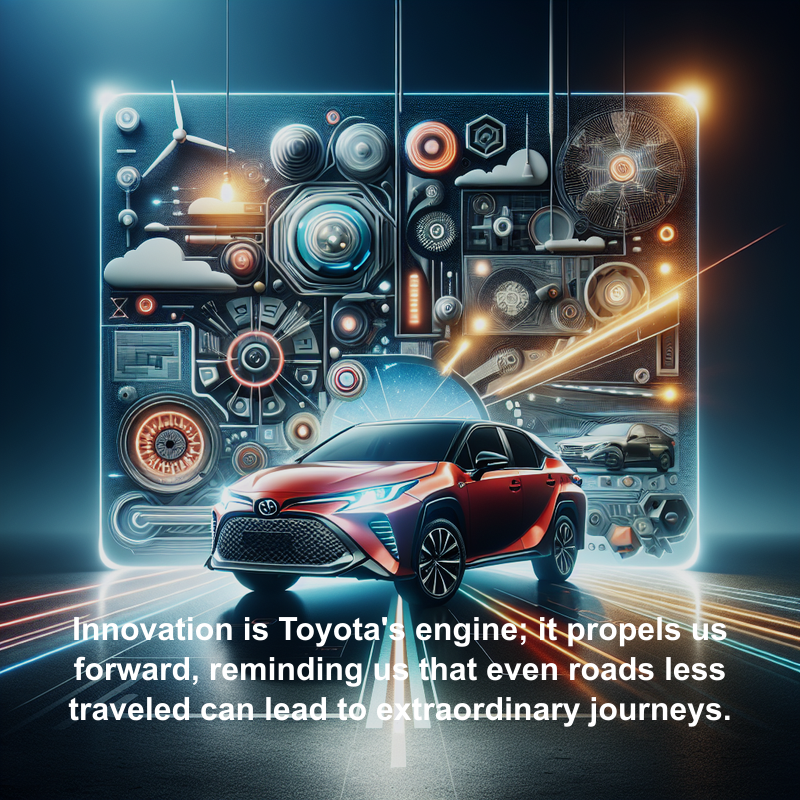 Innovation is Toyota's engine; it propels us
forward, reminding us that even roads less
traveled can lead to extraordinary journeys.